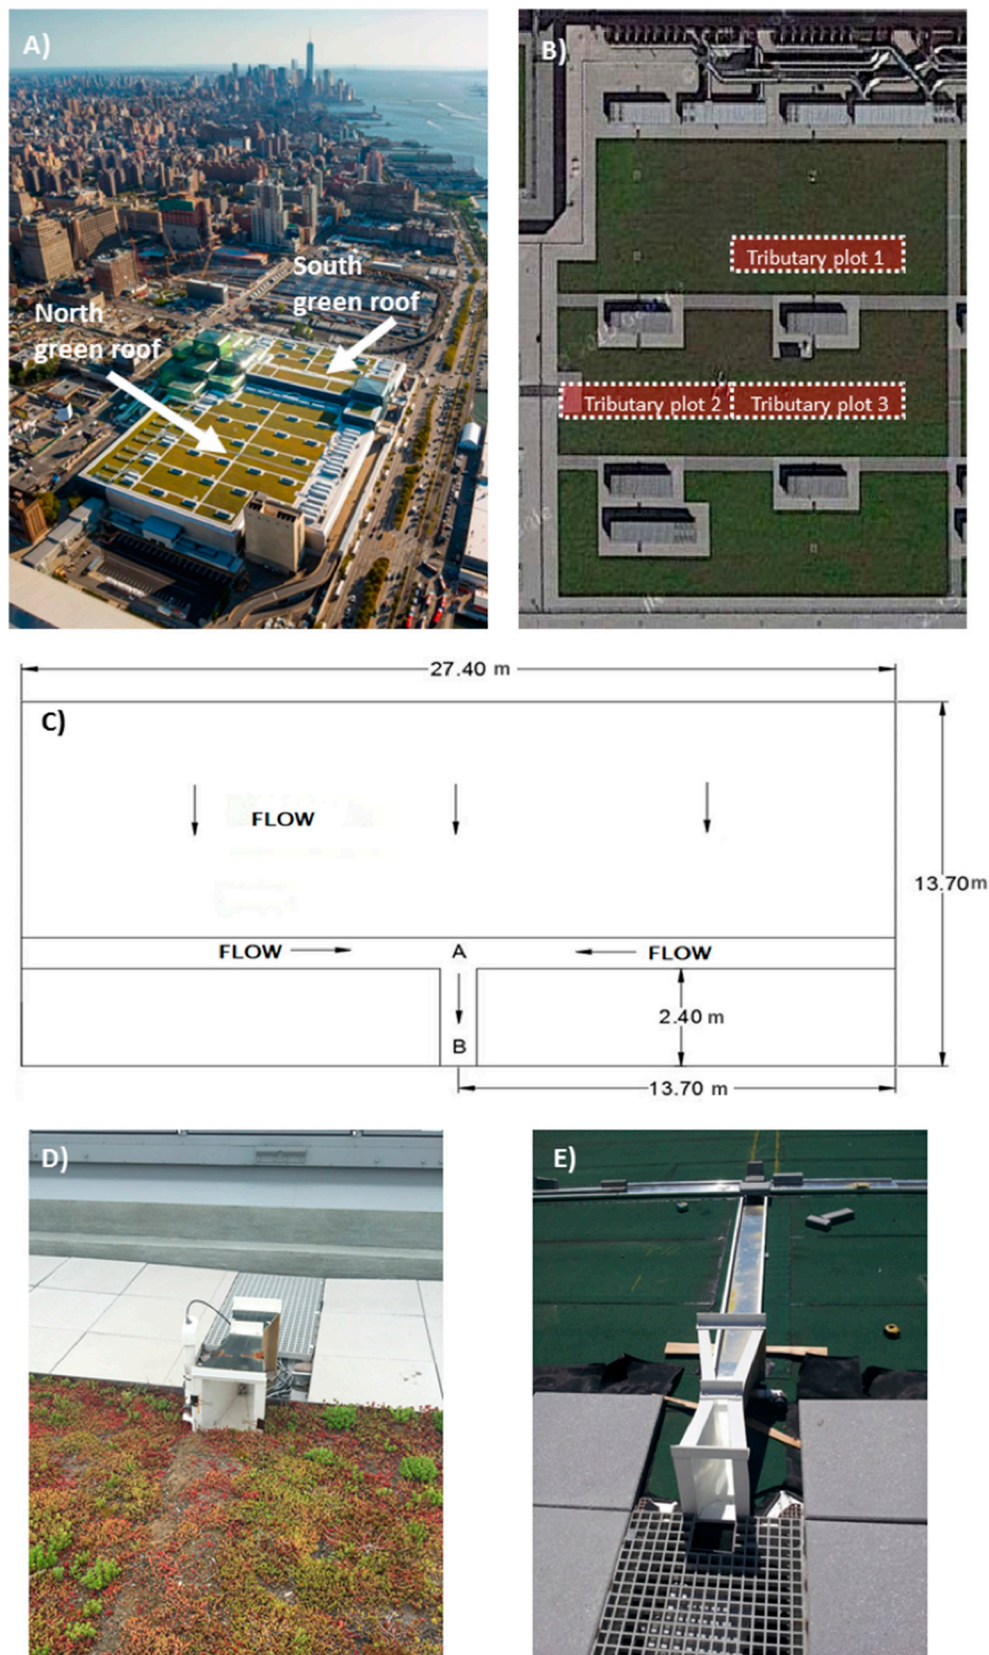 A)
South
green roof
North
green roof
B)
Tributary plot 1
Tributary plot 2
Tributary plot 3
27.40 m
C)
FLOW
13.70m
FLOW
A
FLOW
2.40 m
B
13.70 m
D)
E)